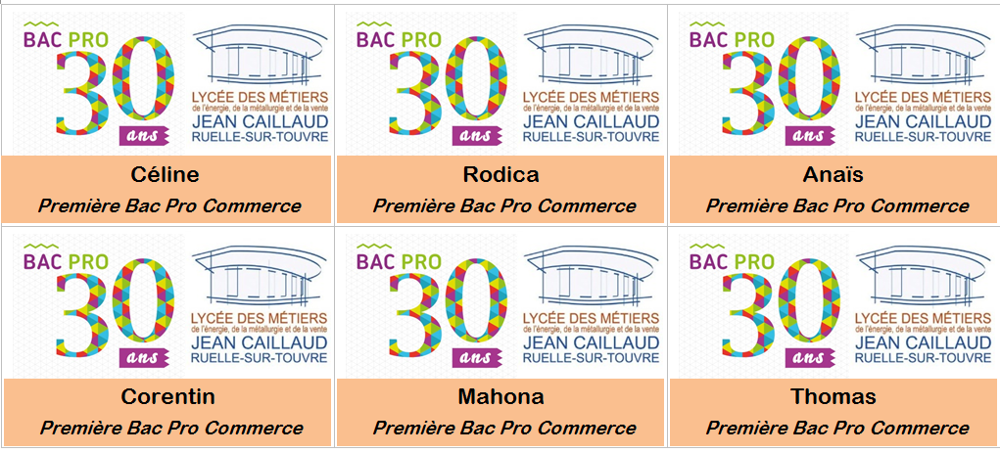 BAC PRO
30
ans
LYCÉE DES MÉTIERS
de l'énergie, de la métallurgie et de la vente
JEAN CAILLAUD
RUELLE-SUR-TOUVRE
Céline
Première Bac Pro Commerce
BAC PRO
30
ans
LYCÉE DES MÉTIERS
de l'énergie, de la métallurgie et de la vente
JEAN CAILLAUD
RUELLE-SUR-TOUVRE
Rodica
Première Bac Pro Commerce
BAC PRO
30
ans
LYCÉE DES MÉTIERS
de l'énergie, de la métallurgie et de la vente
JEAN CAILLAUD
RUELLE-SUR-TOUVRE
Anaïs
Première Bac Pro Commerce
BAC PRO
30
ans
LYCÉE DES MÉTIERS
de l'énergie, de la métallurgie et de la vente
JEAN CAILLAUD
RUELLE-SUR-TOUVRE
Corentin
Première Bac Pro Commerce
BAC PRO
30
ans
LYCÉE DES MÉTIERS
de l'énergie, de la métallurgie et de la vente
JEAN CAILLAUD
RUELLE-SUR-TOUVRE
Mahona
Première Bac Pro Commerce
BAC PRO
30
ans
LYCÉE DES MÉTIERS
de l'énergie, de la métallurgie et de la vente
JEAN CAILLAUD
RUELLE-SUR-TOUVRE
Thomas
Première Bac Pro Commerce